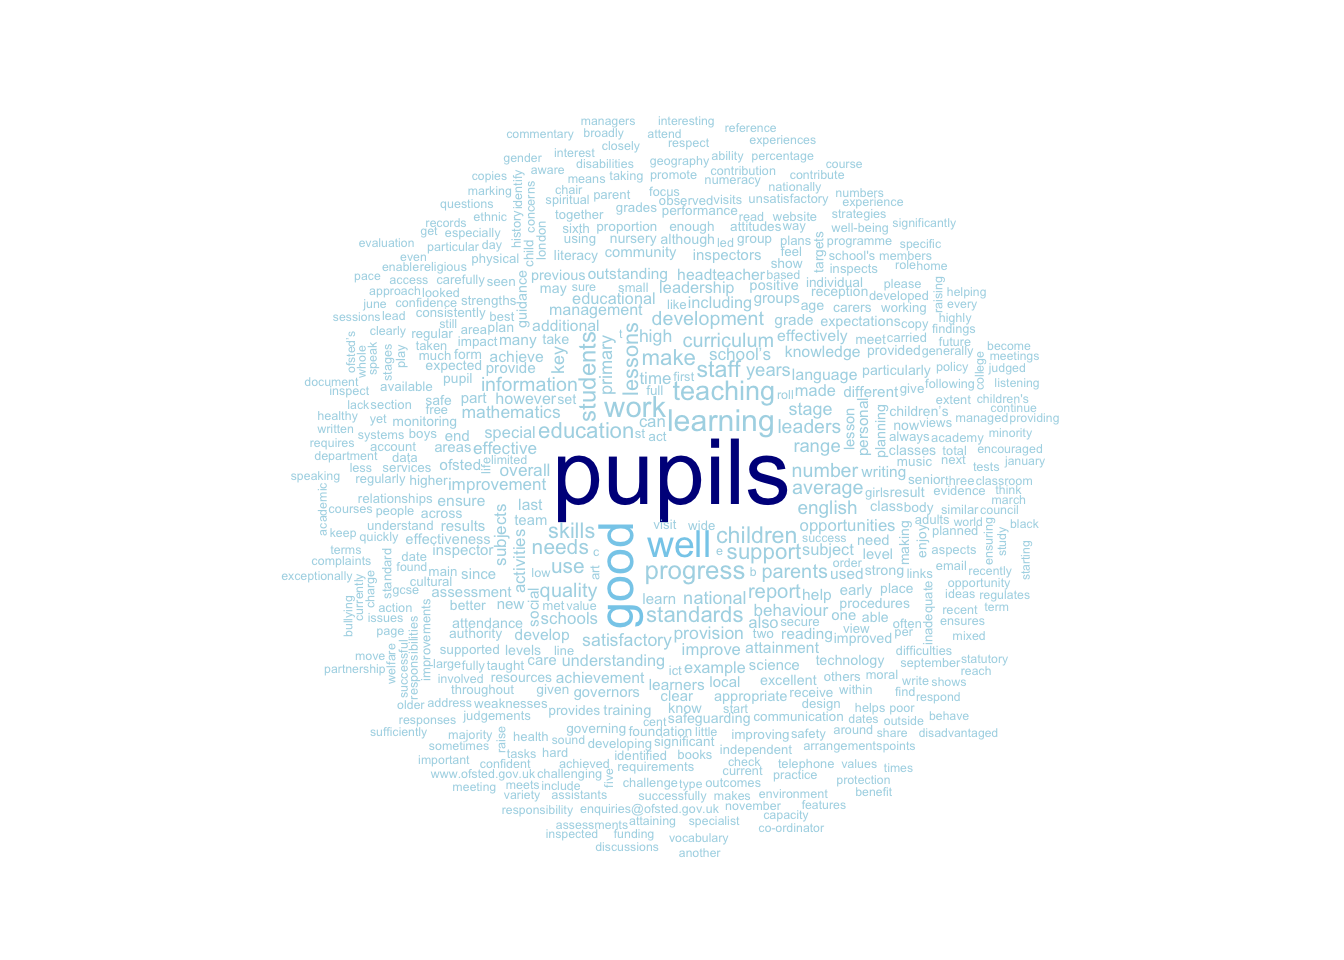 managers interesting
commentary broadly attend reference
closely respect experiences
gender interest ability percentage
aware disabilities geography course
copies means taking promote contribution contribute
marking identify chair parent focus numeracy nationally numbers
questions concerns spiritual observed visits unsatisfactory experience
ethnic history together grades performance read website strategies significantly
records london sixth proportion enough attitudes way well-being
get especially child using nursery although led group plans targets programme specific
evaluation particular day literacy community inspectors feel school's members
even physical previous outstanding headteacher based show inspects role home
enable religious guidance may sure small leadership positive individual please
pace access carefully seen educational like including groups reception developed raising helping
approach looked strengths management age carers working every
june confidence best additional development grade expectations copy highly
sessions lead consistently area plan many take t high curriculum effectively meet carried findings
still impact lessons students primary school's knowledge provided generally future become
ofsted's clearly regular key make staff years language particularly policy college meetings
whole speak stages play taken much form achieve time first teaching made different give following judged
document expected provide information work full roll stage extent listening
inspect available pupil part however set can learning leaders lesson personal planning children's children's
healthy lack section safe free mathematics education st act range now views managed providing continue
written yet monitoring boys end special always academy minority
requires systems account areas effective classes total encouraged
department data ofsted life limited overall pupils number writing music next tests january
speaking less services improvement average senior three classroom
regularly higher girls result evidence think
academic courses relationships ensure last english class body similar council
keep people across results team skills visit wide opportunities adults world black
understand effectiveness subjects activities good well children success need making enjoy planned ensuring study
terms quickly inspector needs c e support subject level aspects starting
complaints date found main since low art use progress b parents order used strong links email recently
exceptionally standard cultural quality opportunity
bullying currently charge gcse assessment new social met value learn national report help early place ideas regulates
action better schools standards behaviour procedures inadequate recent term
issues attendance also secure one able often ensures
page authority develop satisfactory provision two reading view improved per mixed
move responsibilities improvements supported levels line improve attainment difficulties
partnership welfare successful large fully taught care understanding ict example science technology september statutory
involved resources achievement learners local excellent others moral write shows reach
throughout given governors clear appropriate receive within find respond
older address weaknesses provides training know start design helps poor
responses judgements cent safeguarding communication dates outside behave
sufficiently majority raise health governing foundation little improving safety around share disadvantaged
sometimes tasks hard sound developing significant independent arrangements points
important confident achieved identified books check telephone values times
www.ofsted.gov.uk challenging five requirements current practice protection
meeting meets include challenge type outcomes
variety assistants successfully makes environment benefit
responsibility enquiries@ofsted.gov.uk november features
assessments attaining specialist capacity
inspected funding vocabulary co-ordinator
discussions another